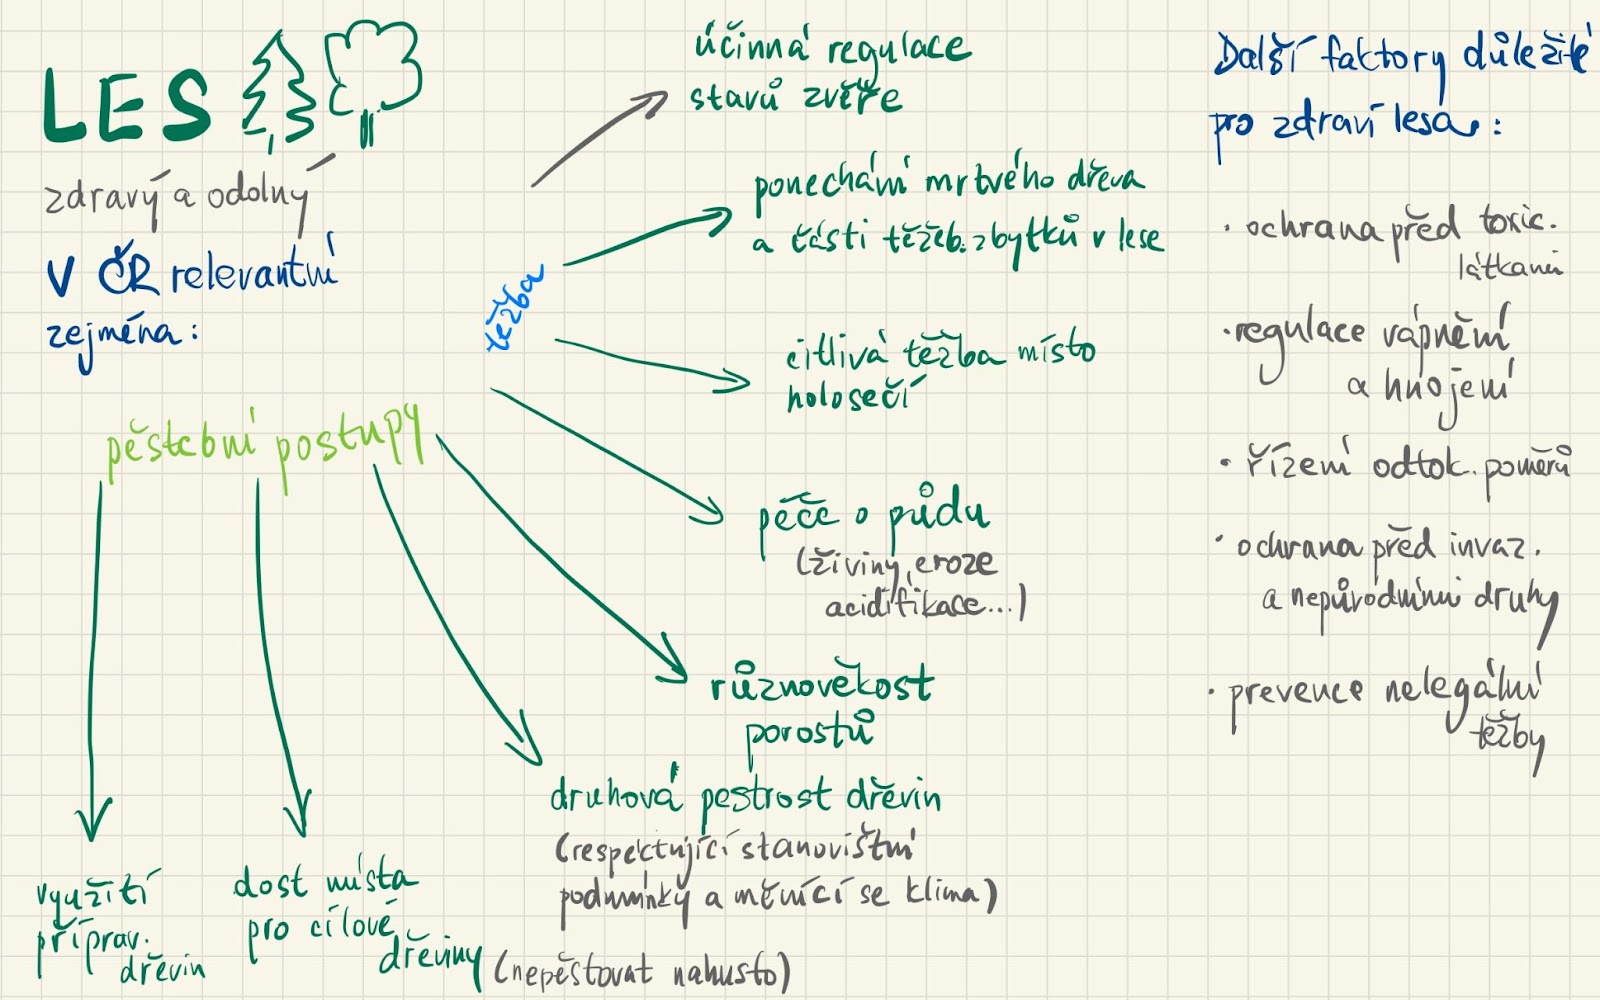 LES
zdravý a odolný
V ČR relevantní
zejména:
těžba
účinná regulace
stavů zvěře
ponechání mrtvého dřeva
a části těžeb. zbytků v lese
citlivá těžba místo
holosečí
péče o půdu
(živiny, eroze
acidifikace...)
pěstební postupy
různověkost
porostů
druhová pestrost dřevin
(respektující stanovištní
podmínky a měnící se klima)
dost místa
pro cílové
dřeviny
(nepěstovat nahusto)
využití
príprav.
dřevin
Další faktory důležité
pro zdraví lesa:
· ochrana před toxic.
látkami
· regulace vápnění
a hnojení
· řízení odtok. poměrů
· ochrana před invaz.
a nepůvodními druhy
· prevence nelegální
těžby